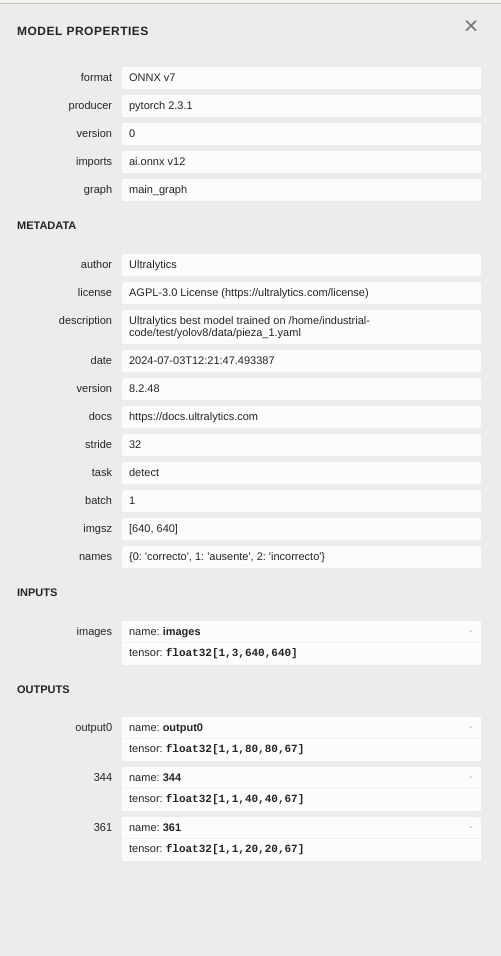 MODEL PROPERTIES
format ONNX v7
producer pytorch 2.3.1
version 0
imports ai.onnx v12
graph main_graph
METADATA
author Ultralytics
license AGPL-3.0 License (https://ultralytics.com/license)
description Ultralytics best model trained on /home/industrial-
code/test/yolov8/data/pieza_1.yaml
date 2024-07-03T12:21:47.493387
version 8.2.48
docs https://docs.ultralytics.com
stride 32
task detect
batch 1
imgsz [640, 640]
names {0: 'correcto', 1: 'ausente', 2: 'incorrecto'}
INPUTS
images name: images -
tensor: float32[1,3,640,640]
OUTPUTS
output0 name: output0 -
tensor: float32[1,1,80,80,67]
344 name: 344 -
tensor: float32[1,1,40,40,67]
361 name: 361 -
tensor: float32[1,1,20,20,67]